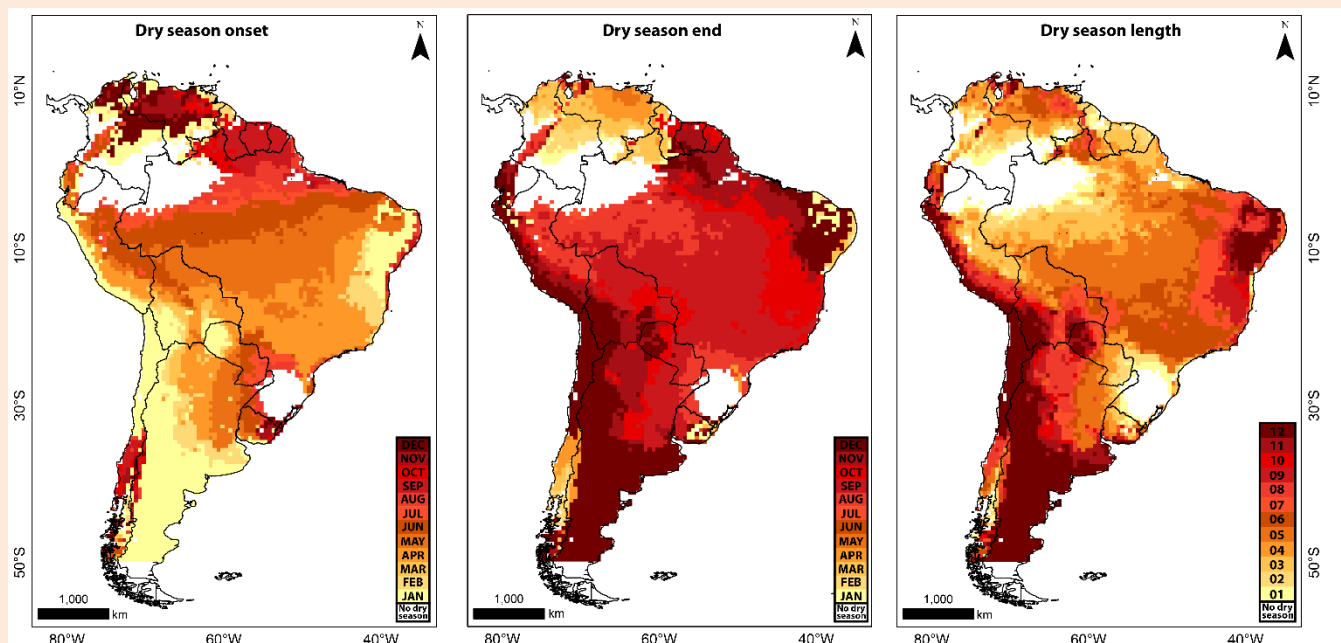 Dry season onset
N
Dry season end
N
Dry season length
N
10°N
10°S
30°S
50°S
10°N
10°S
30°S
50°S
DEC
NOV
OCT
SEP
AUG
JUL
JUN
MAY
APR
MAR
FEB
JAN
No dry
season
DEC
NOV
OCT
SEP
AUG
JUL
JUN
MAY
APR
MAR
FEB
JAN
No dry
season
12
11
10
09
08
07
06
05
04
03
02
01
No dry
season
1,000
km
1,000
km
1,000
km
80°W 60°W 40°W
80°W 60°W 40°W
80°W 60°W 40°W